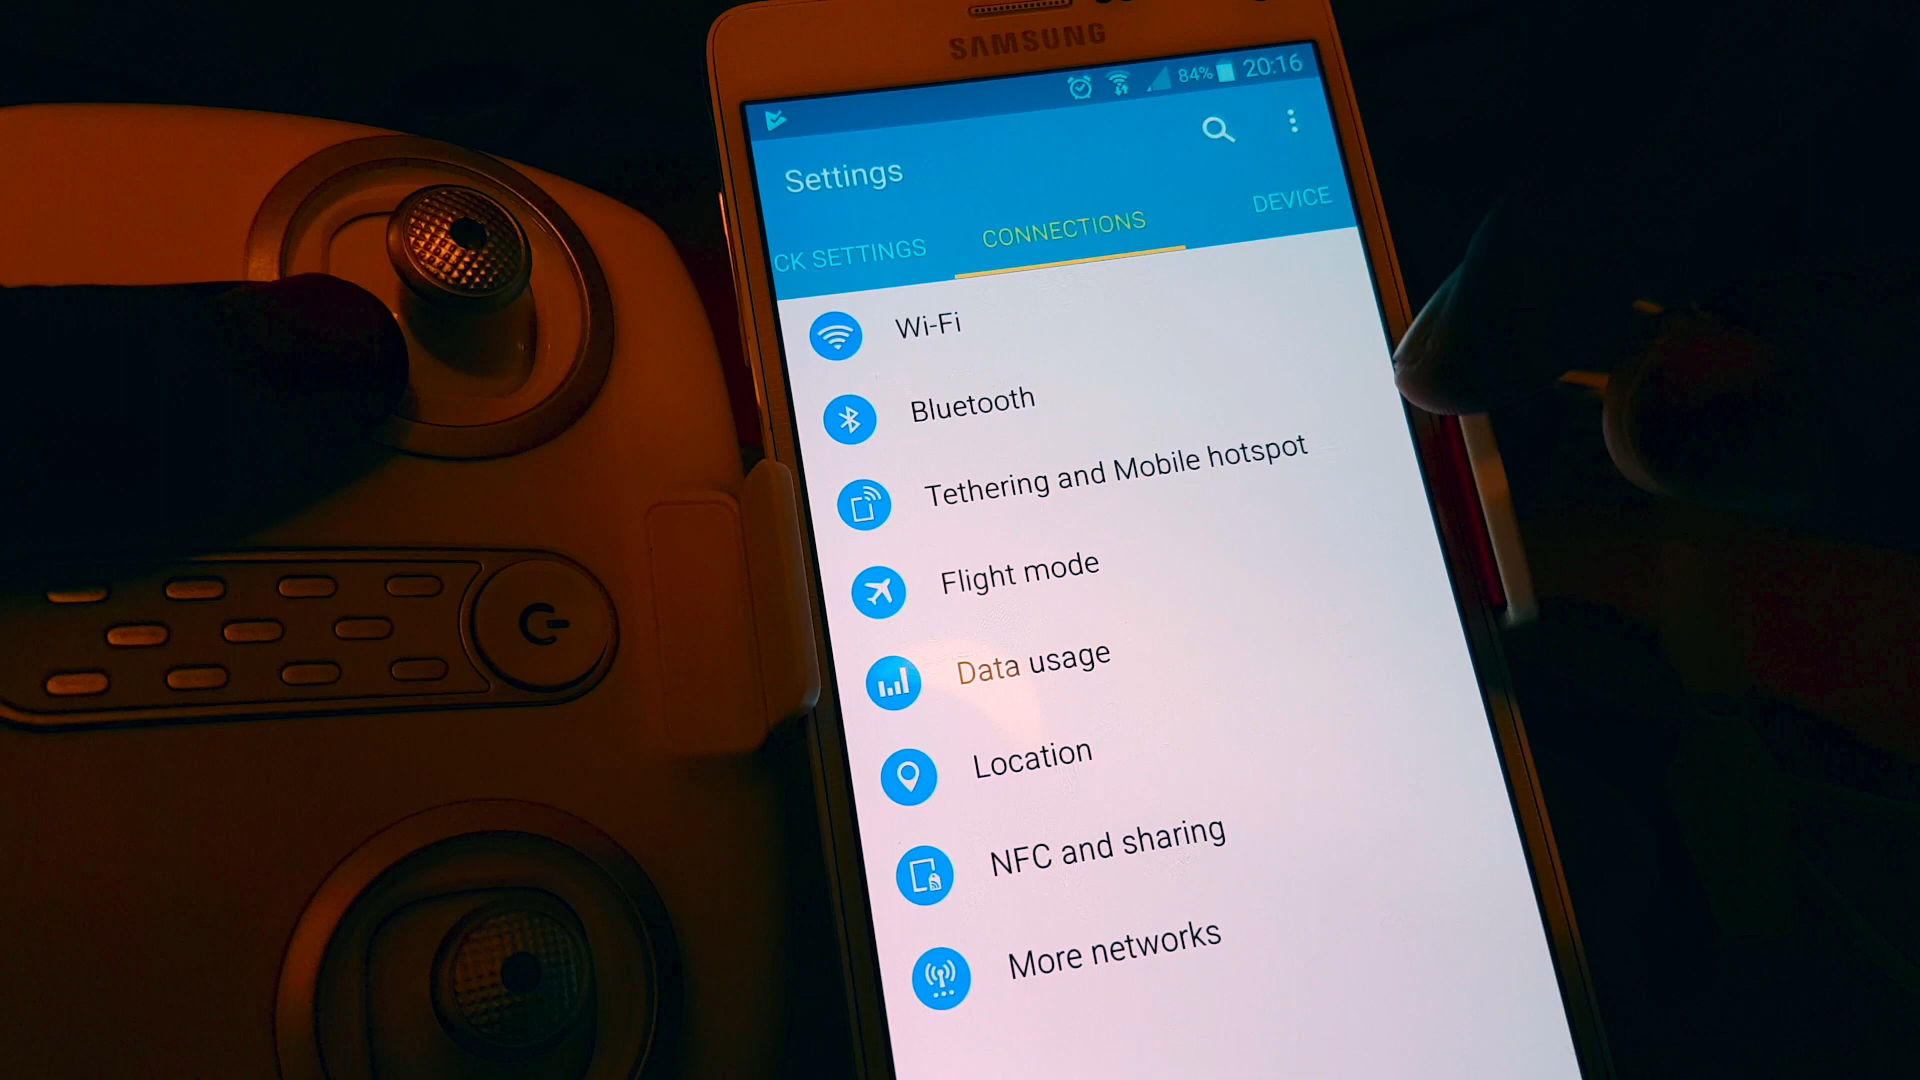 SAMSUNG
84% 20:16
Settings
CK SETTINGS CONNECTIONS DEVICE
Wi-Fi
Bluetooth
Tethering and Mobile hotspot
Flight mode
Data usage
Location
NFC and sharing
More networks